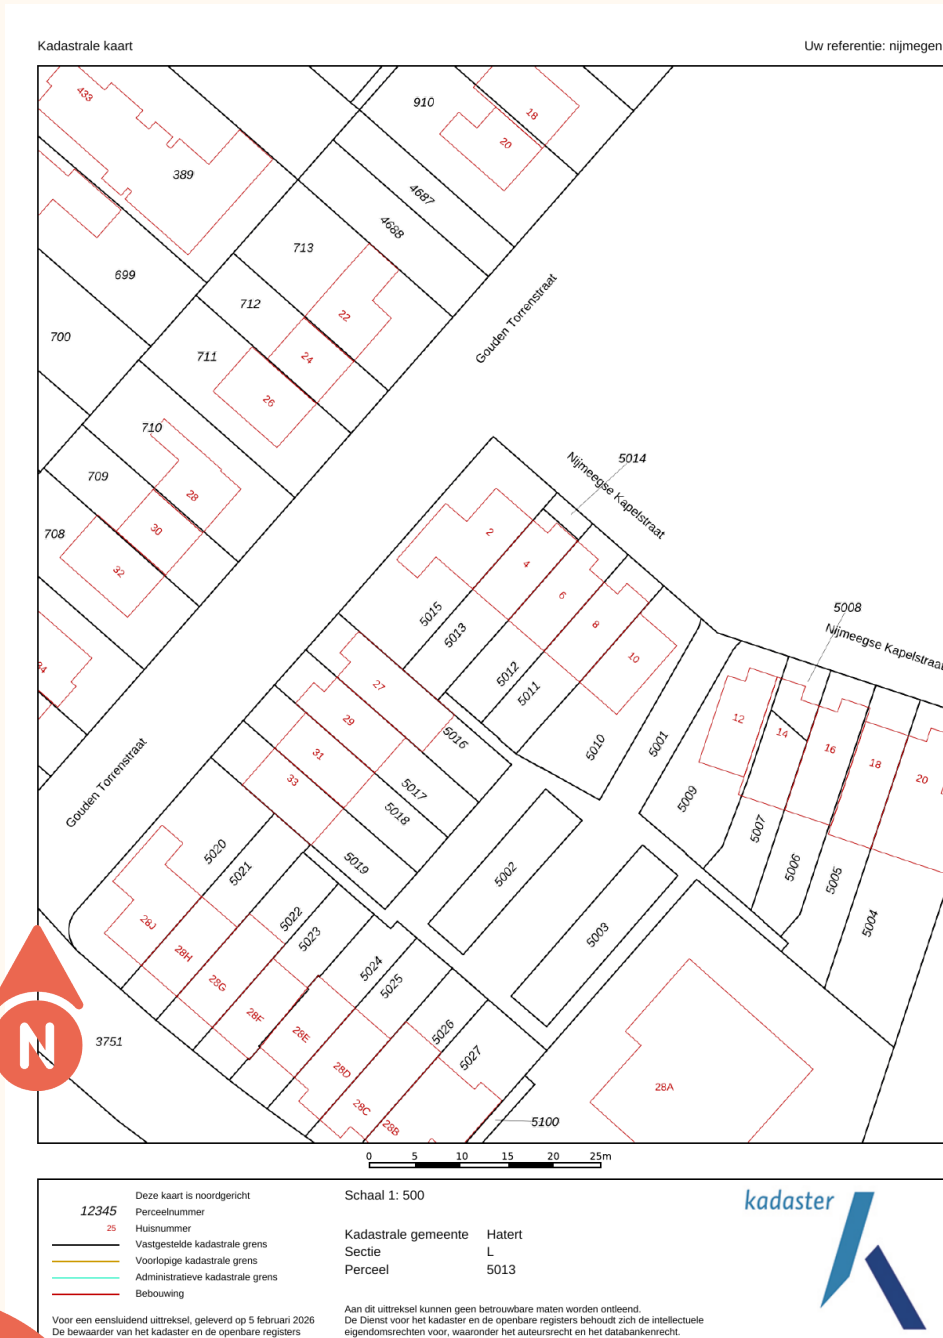 Kadastrale kaart
Uw referentie: nijmegen
433
389
910
18
20
4687
4688
699
713
712
22
700
711
24
26
Gouden Torrenstraat
710
709
28
708
30
32
34
5014
Nijmeegse Kapelstraat
2
4
6
8
10
5015
5013
5012
5011
5010
5008
Nijmeegse Kapelstraat
27
29
31
33
5016
5017
5018
5019
5001
5009
12
14
16
18
20
5007
5006
5005
5004
Gouden Torrenstraat
5020
5021
5022
5023
5024
5025
5026
5027
5002
5003
28J
28H
28G
28F
28E
28D
28C
28B
28A
3751
5100
N
0 5 10 15 20 25m
Deze kaart is noordgericht
12345 Perceelnummer
25 Huisnummer
Vastgestelde kadastrale grens
Voorlopige kadastrale grens
Administratieve kadastrale grens
Bebouwing
Voor een eensluidend uittreksel, geleverd op 5 februari 2026
De bewaarder van het kadaster en de openbare registers
Schaal 1: 500
Kadastrale gemeente Hatert
Sectie L
Perceel 5013
Aan dit uittreksel kunnen geen betrouwbare maten worden ontleend.
De Dienst voor het kadaster en de openbare registers behoudt zich de intellectuele
eigendomsrechten voor, waaronder het auteursrecht en het databankenrecht.
kadaster